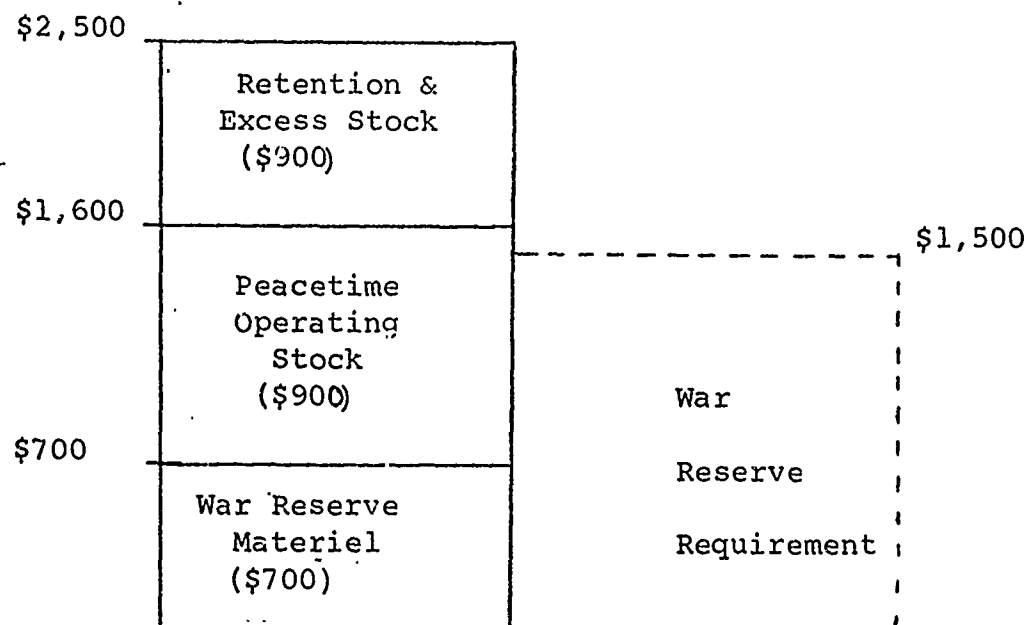 $2,500
Retention &
Excess Stock
($900)
$1,600
$1,500
Peacetime
Operating
Stock
($900)
War
Reserve
Requirement
$700
War Reserve
Materiel
($700)